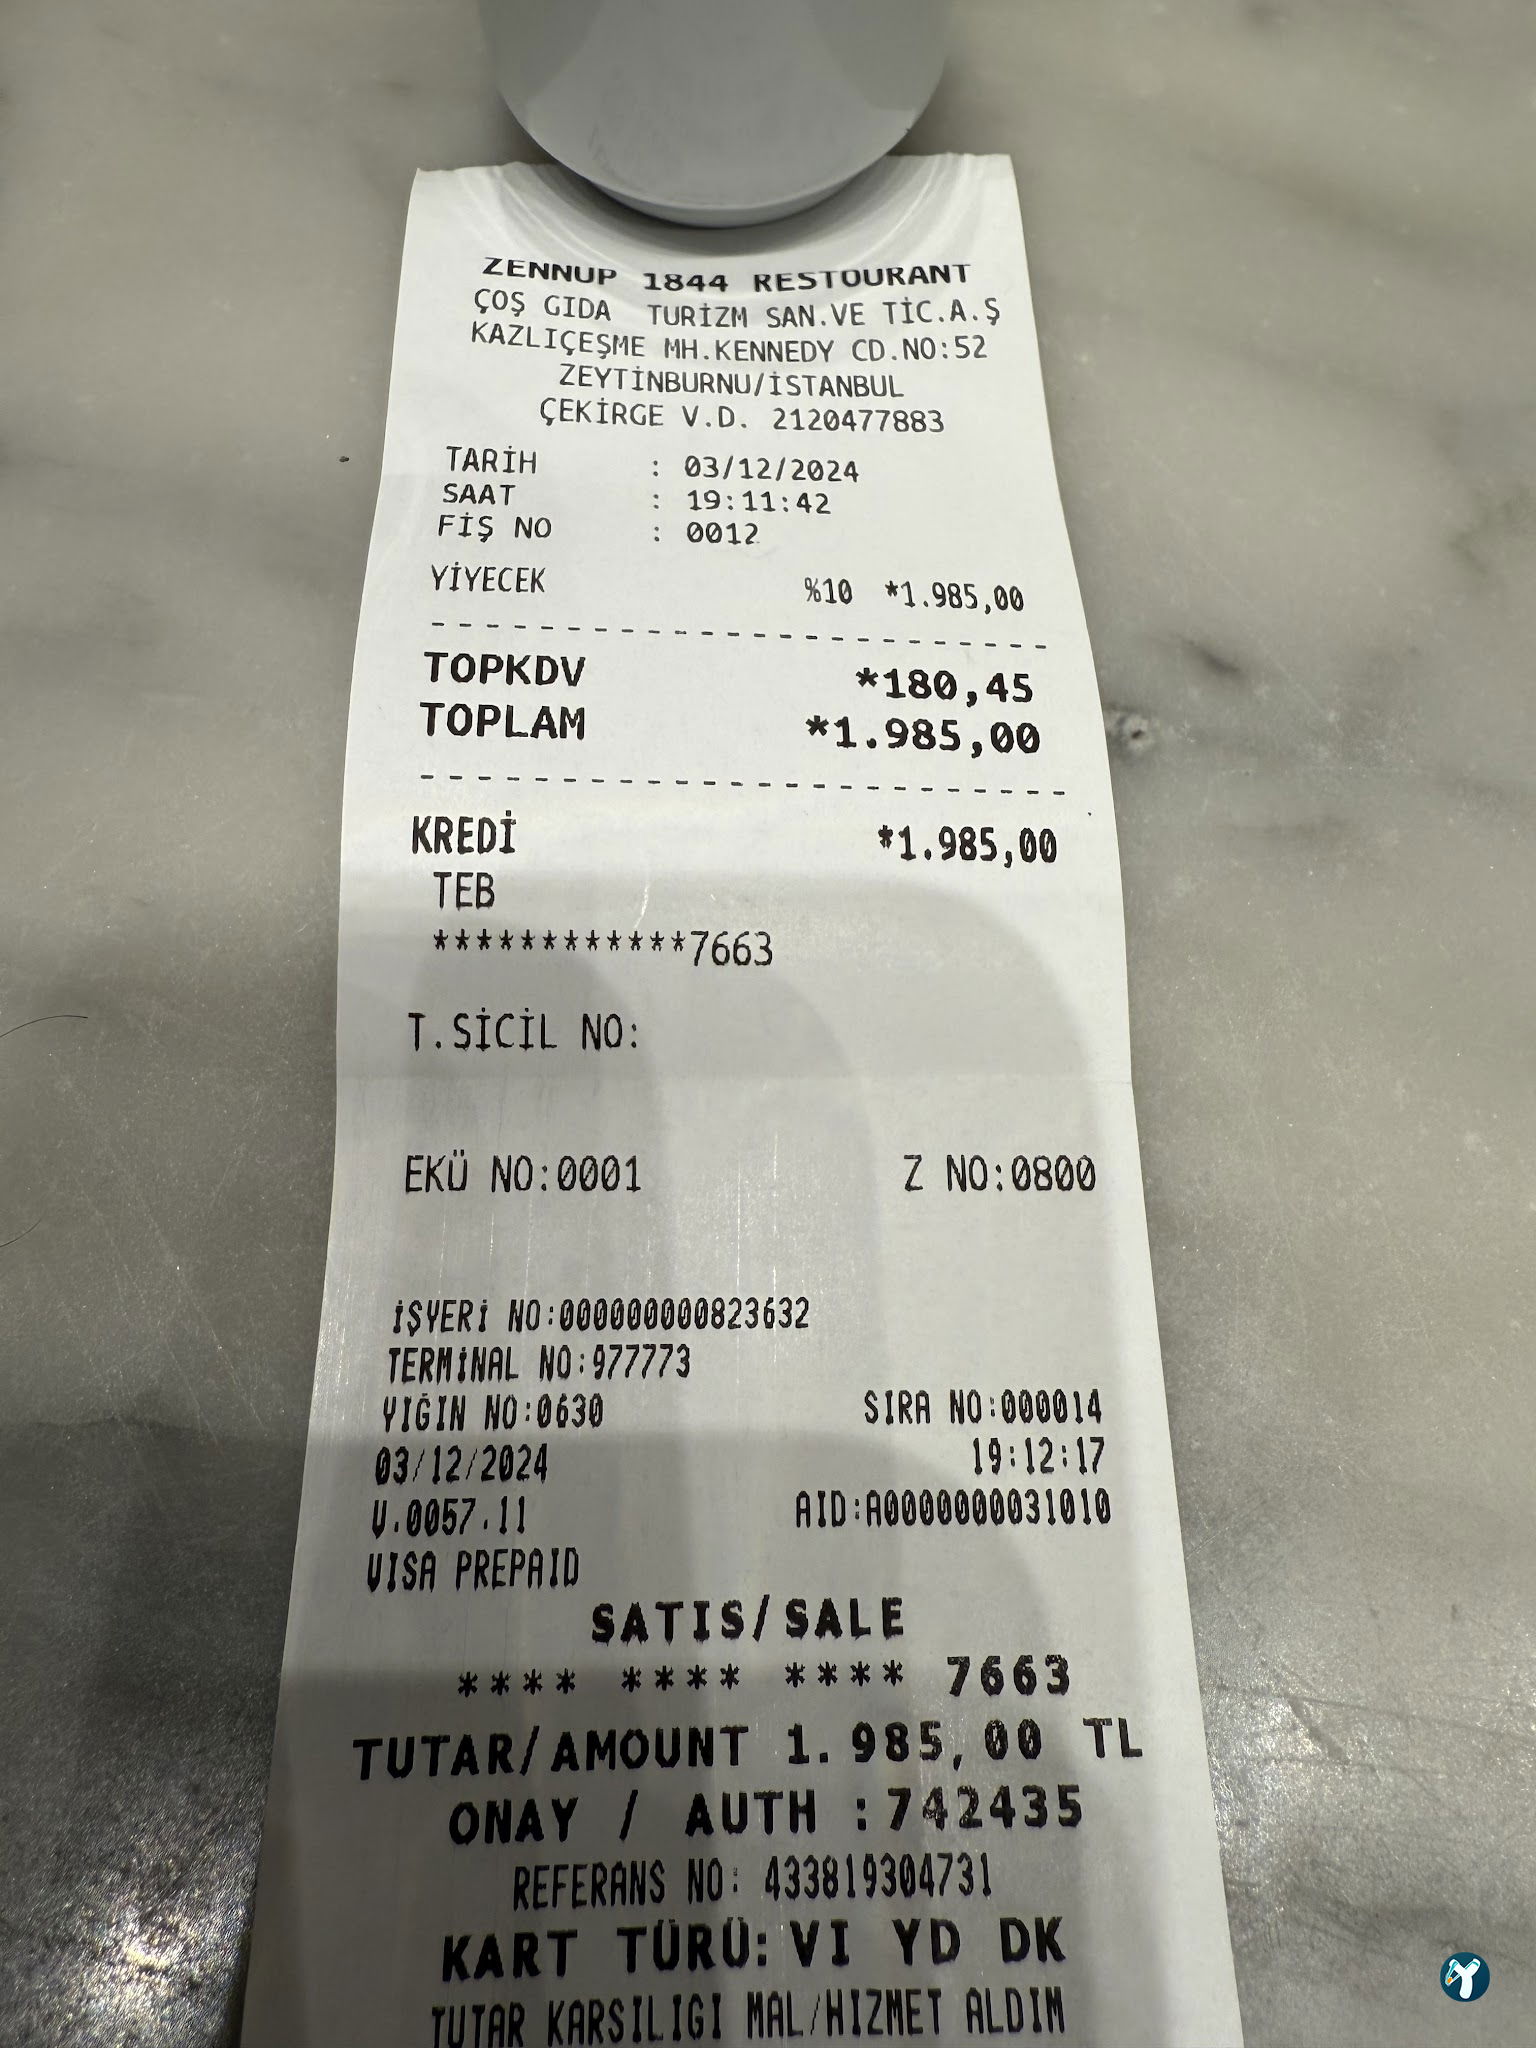 ZENNUP 1844 RESTOURANT
ÇOŞ GIDA TURİZM SAN.VE TİC.A.Ş
KAZLIÇEŞME MH.KENNEDY CD.NO:52
ZEYTİNBURNU/İSTANBUL
ÇEKİRGE V.D. 2120477883
TARİH : 03/12/2024
SAAT : 19:11:42
FİŞ NO : 0012
YİYECEK %10 *1.985,00
TOPKDV *180,45
TOPLAM *1.985,00
KREDİ *1.985,00
TEB
************7663
T.SİCİL NO:
EKÜ NO:0001 Z NO:0800
İŞYERİ NO:000000000823632
TERMİNAL NO:977773
YIĞIN NO:0630 SIRA NO:000014
03/12/2024 19:12:17
V.0057.11 AID:A0000000031010
VISA PREPAID
SATIS/SALE
**** **** **** 7663
TUTAR/AMOUNT 1.985,00 TL
ONAY / AUTH :742435
REFERANS NO: 433819304731
KART TÜRÜ: VI YD DK
TUTAR KARSILIGI MAL/HIZMET ALDIM